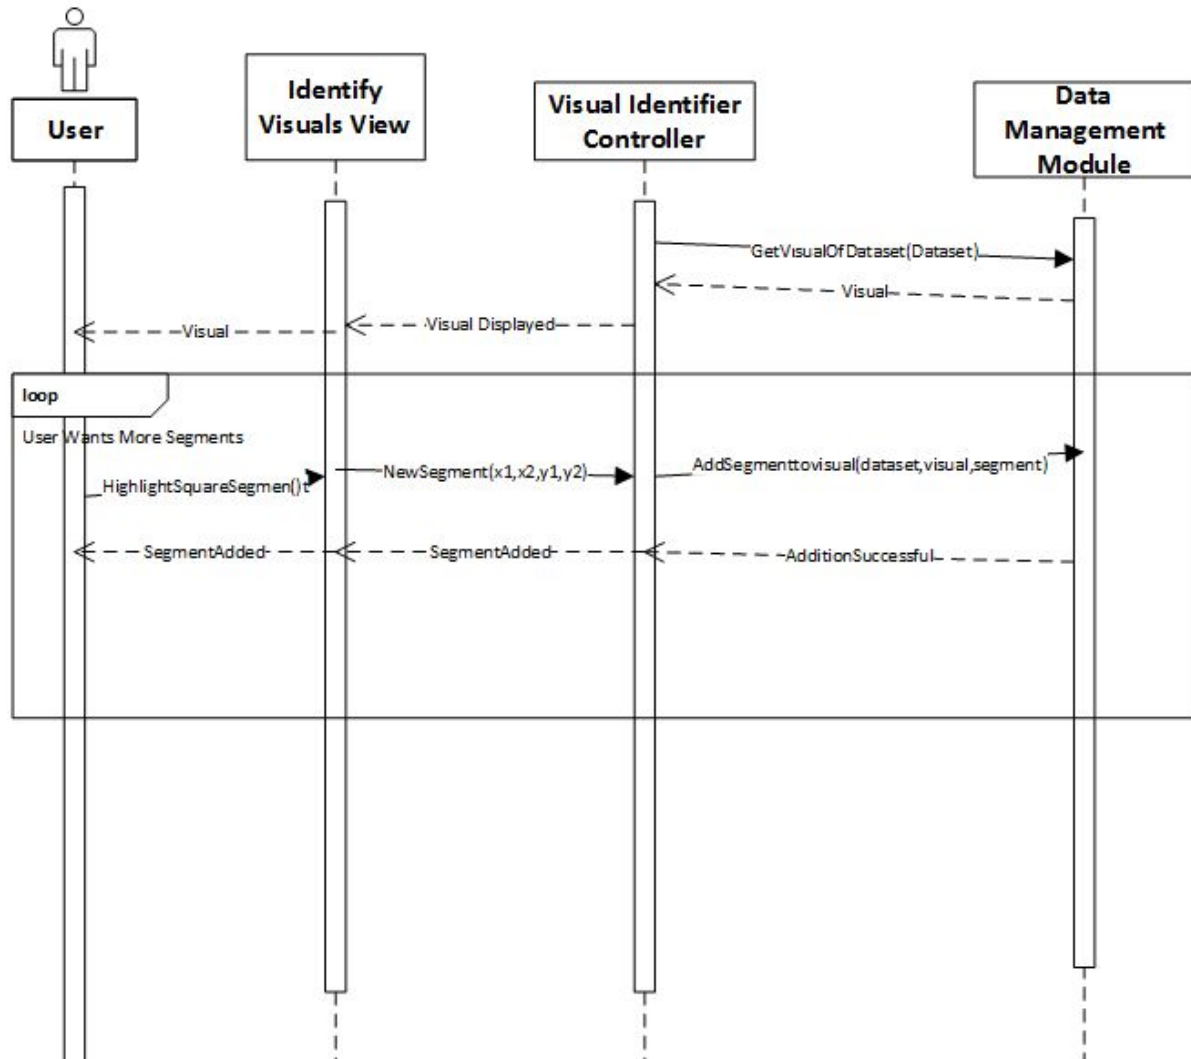 User
Identify
Visuals View
Visual Identifier
Controller
Data
Management
Module
GetVisualOfDataset(Dataset)
Visual
Visual Displayed
Visual
loop
User Wants More Segments
HighlightSquareSegmen()t
NewSegment(x1,x2,y1,y2)
AddSegmenttovisual(dataset,visual,segment)
SegmentAdded
SegmentAdded
AdditionSuccessful